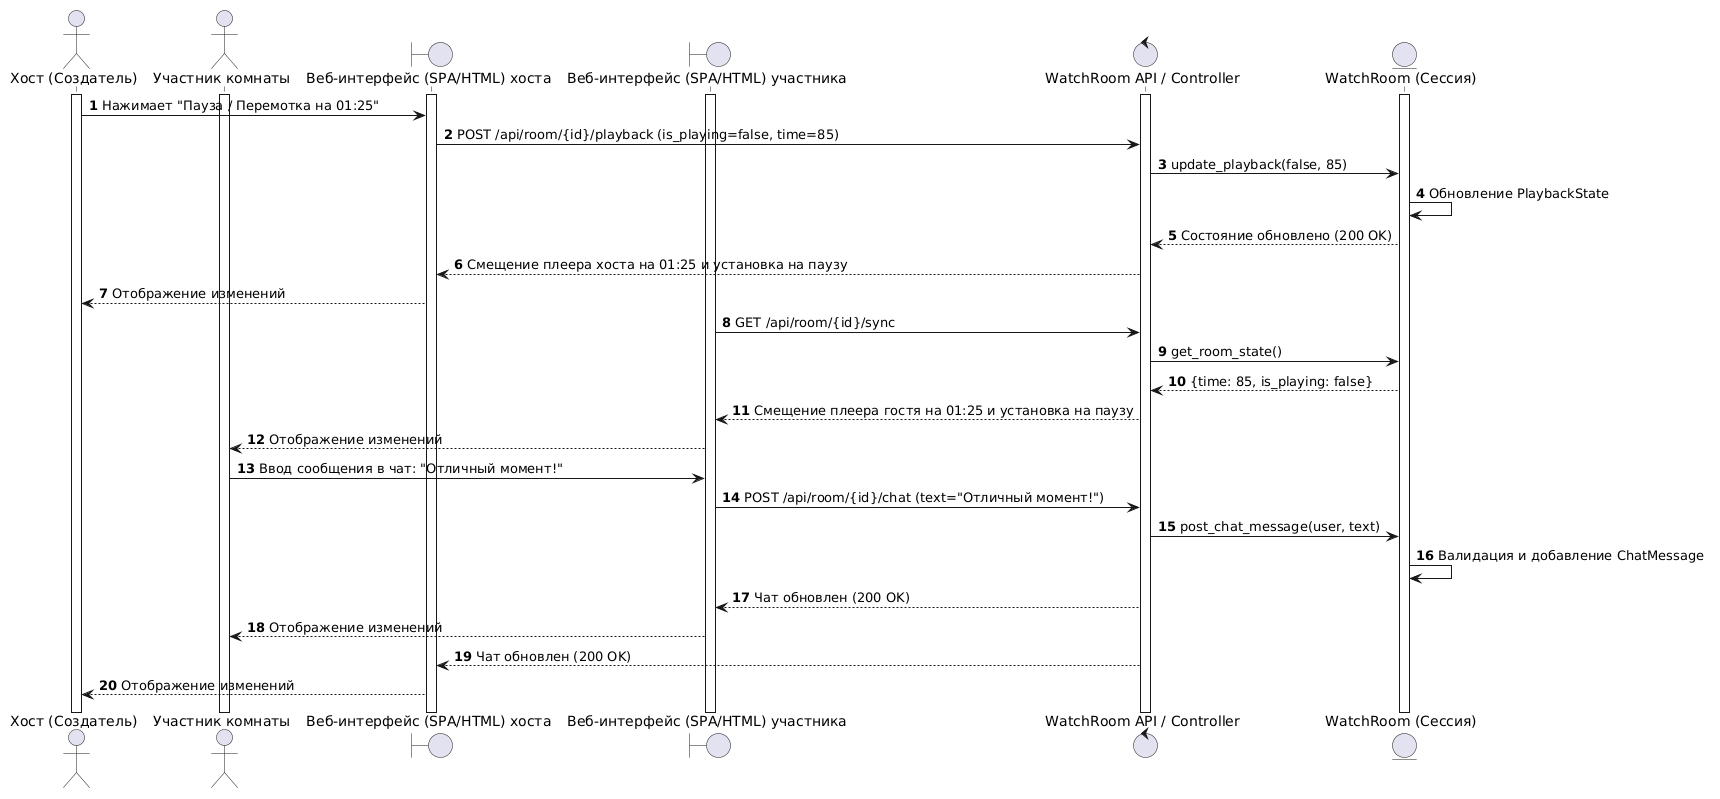 Хост (Создатель)
Участник комнаты
Веб-интерфейс (SPA/HTML) хоста
Веб-интерфейс (SPA/HTML) участника
WatchRoom API / Controller
WatchRoom (Сессия)
1 Нажимает "Пауза / Перемотка на 01:25"
2 POST /api/room/{id}/playback (is_playing=false, time=85)
3 update_playback(false, 85)
4 Обновление PlaybackState
5 Состояние обновлено (200 OK)
6 Смещение плеера хоста на 01:25 и установка на паузу
7 Отображение изменений
8 GET /api/room/{id}/sync
9 get_room_state()
10 {time: 85, is_playing: false}
11 Смещение плеера гостя на 01:25 и установка на паузу
12 Отображение изменений
13 Ввод сообщения в чат: "Отличный момент!"
14 POST /api/room/{id}/chat (text="Отличный момент!")
15 post_chat_message(user, text)
16 Валидация и добавление ChatMessage
17 Чат обновлен (200 OK)
18 Отображение изменений
19 Чат обновлен (200 OK)
20 Отображение изменений
Хост (Создатель)
Участник комнаты
Веб-интерфейс (SPA/HTML) хоста
Веб-интерфейс (SPA/HTML) участника
WatchRoom API / Controller
WatchRoom (Сессия)